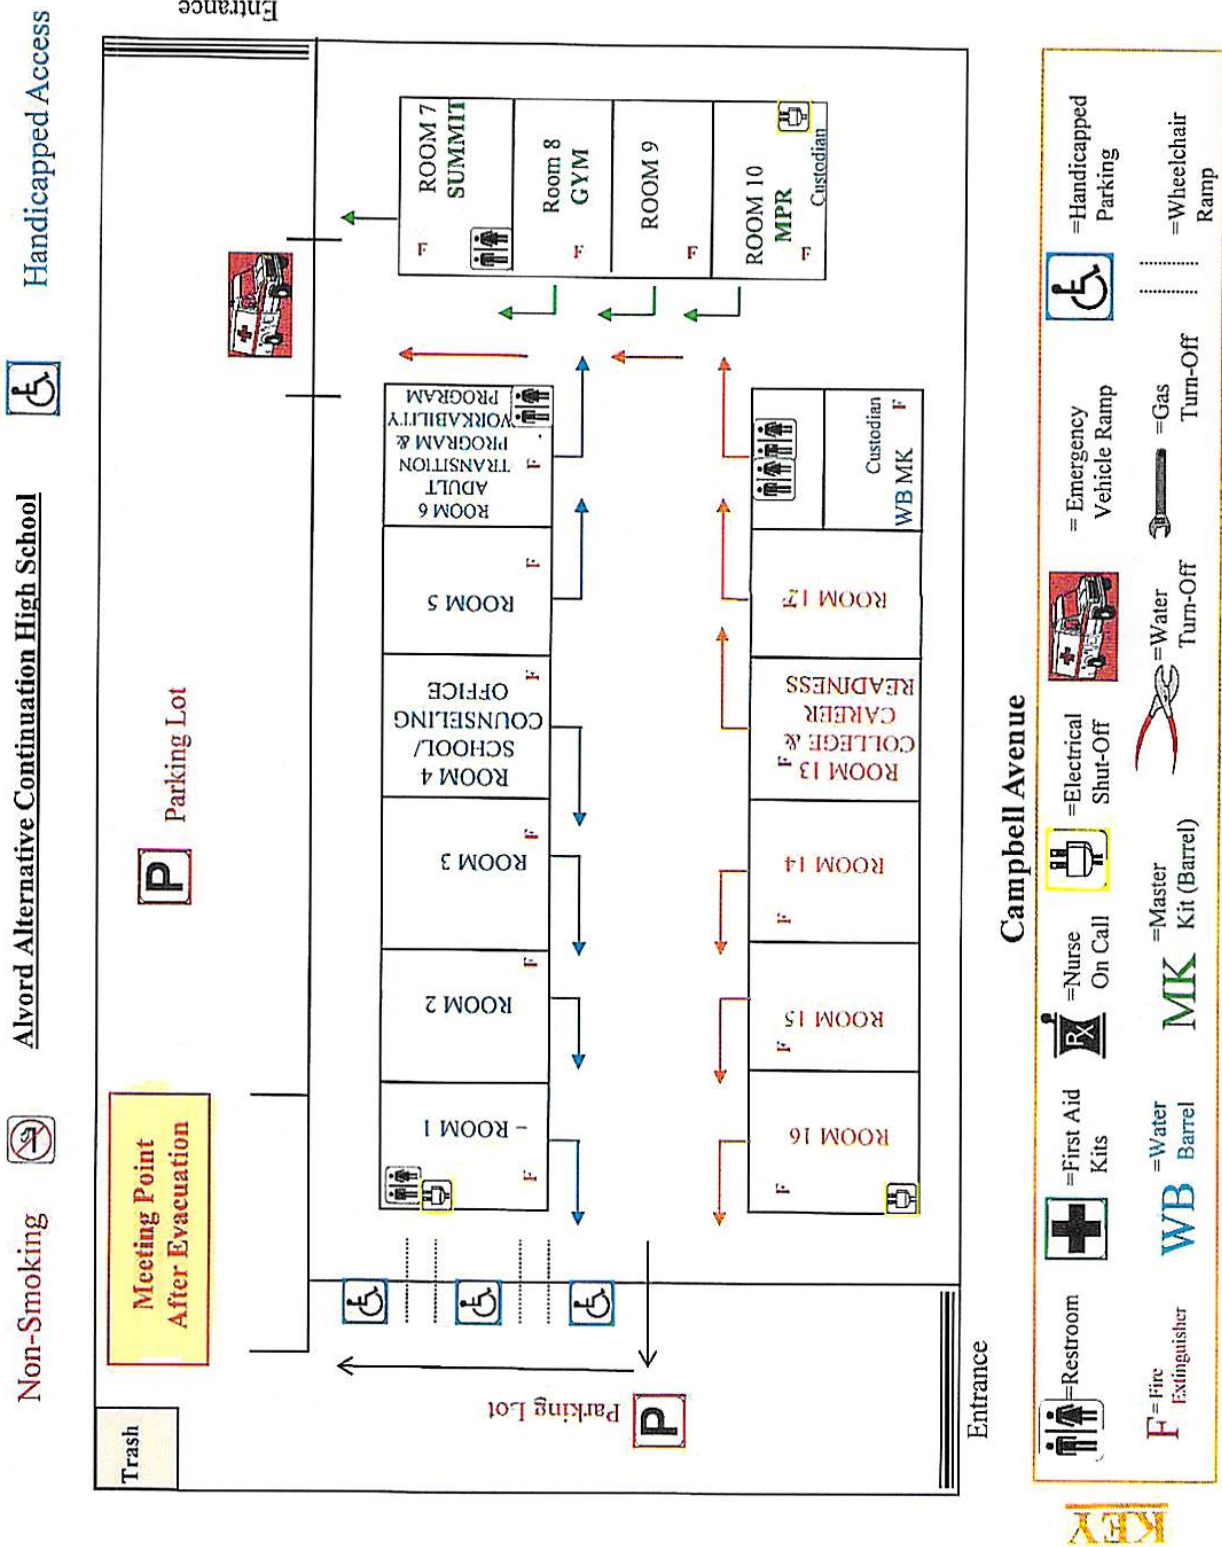 Non-Smoking
Alvord Alternative Continuation High School
Handicapped Access
Entrance
Trash
Meeting Point
After Evacuation
P
Parking Lot
ROOM 1
F
ROOM 2
F
ROOM 3
F
ROOM 4
SCHOOL/
COUNSELING
OFFICE
F
ROOM 5
F
ROOM 6
ADULT
TRANSITION
PROGRAM &
WORKABILITY
PROGRAM
F
ROOM 7
SUMMIT
F
Room 8
GYM
F
ROOM 9
F
ROOM 10
MPR
Custodian
F
Parking Lot
P
ROOM 16
F
ROOM 15
F
ROOM 14
F
ROOM 13
COLLEGE &
CAREER
READINESS
F
ROOM 12
F
Custodian
WB MK
F
Entrance
Campbell Avenue
KEY
=Restroom
=First Aid
Kits
RX
=Nurse
On Call
=Electrical
Shut-Off
= Emergency
Vehicle Ramp
=Handicapped
Parking
F = Fire
Extinguisher
WB =Water
Barrel
MK =Master
Kit (Barrel)
=Water
Turn-Off
=Gas
Turn-Off
=Wheelchair
Ramp